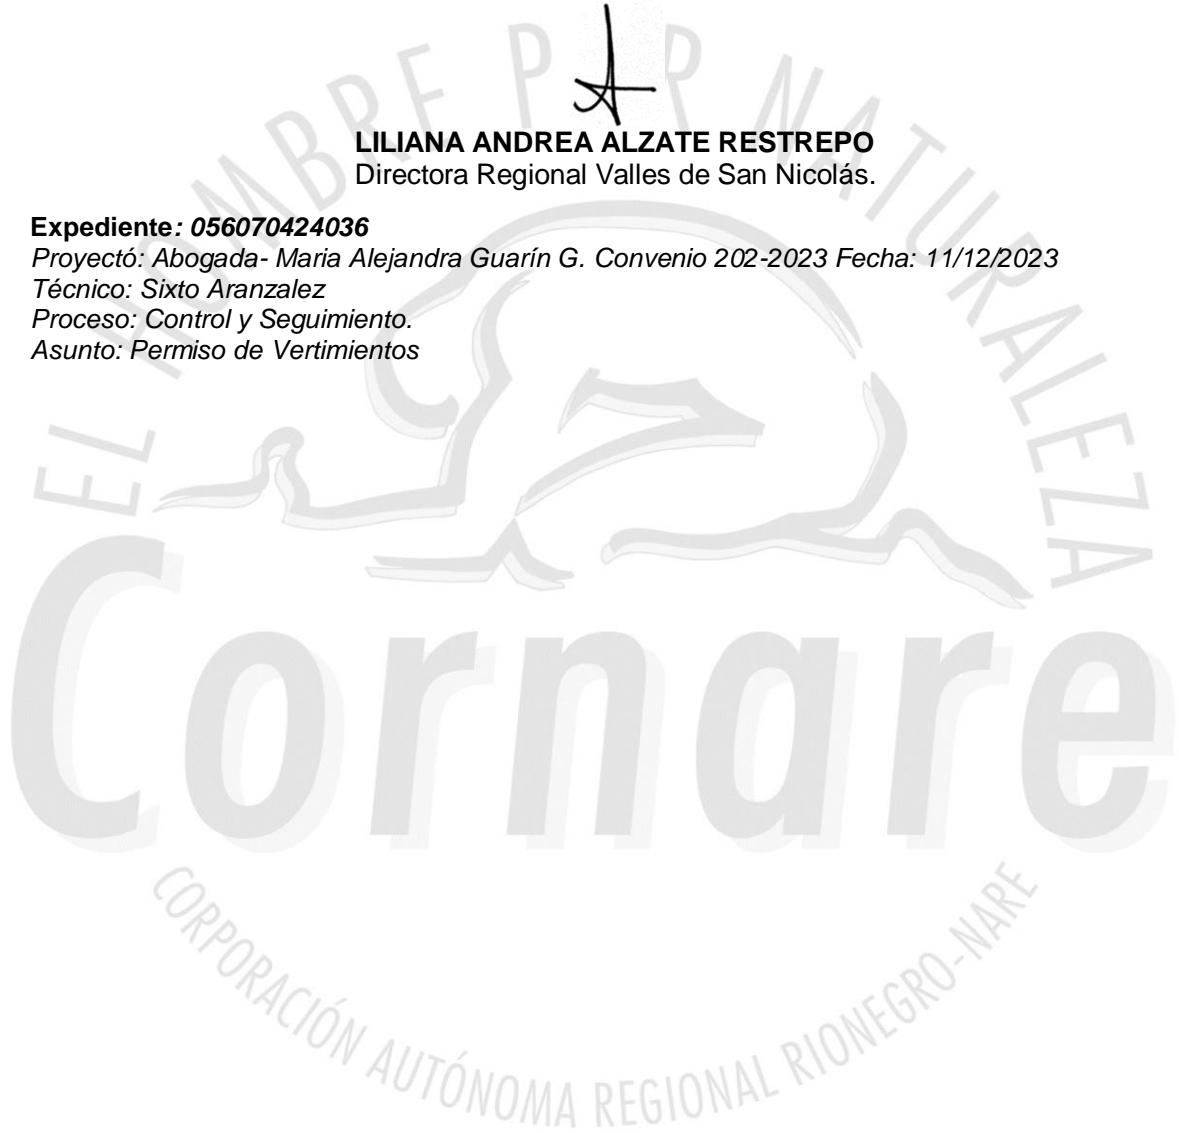 LILIANA ANDREA ALZATE RESTREPO
Directora Regional Valles de San Nicolás.
Expediente: 056070424036
Proyectó: Abogada- Maria Alejandra Guarín G. Convenio 202-2023 Fecha: 11/12/2023
Técnico: Sixto Aranzalez
Proceso: Control y Seguimiento.
Asunto: Permiso de Vertimientos
EL HOMBRE P R NATURALEZA
Cornare
CORPORACIÓN AUTÓNOMA REGIONAL RIONEGRO-NARE